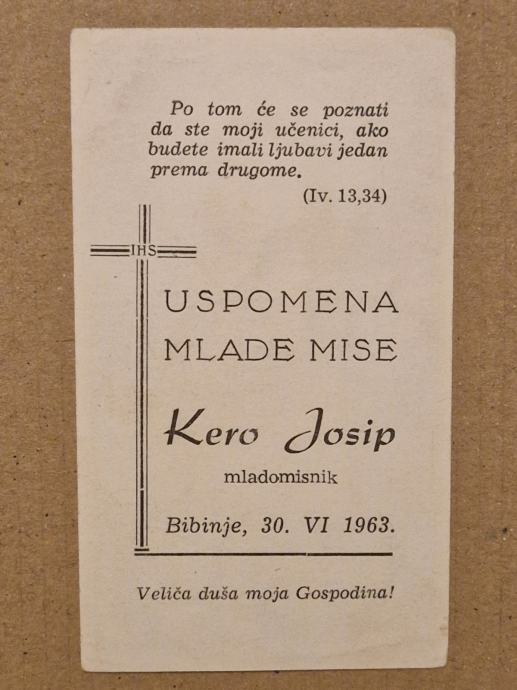 Po tom će se poznati
da ste moji učenici, ako
budete imali ljubavi jedan
prema drugome.
(Iv. 13,34)
IHS
USPOMENA
MLADE MISE
Kero Josip
mladomisnik
Bibinje, 30. VI 1963.
Veliča duša moja Gospodina!